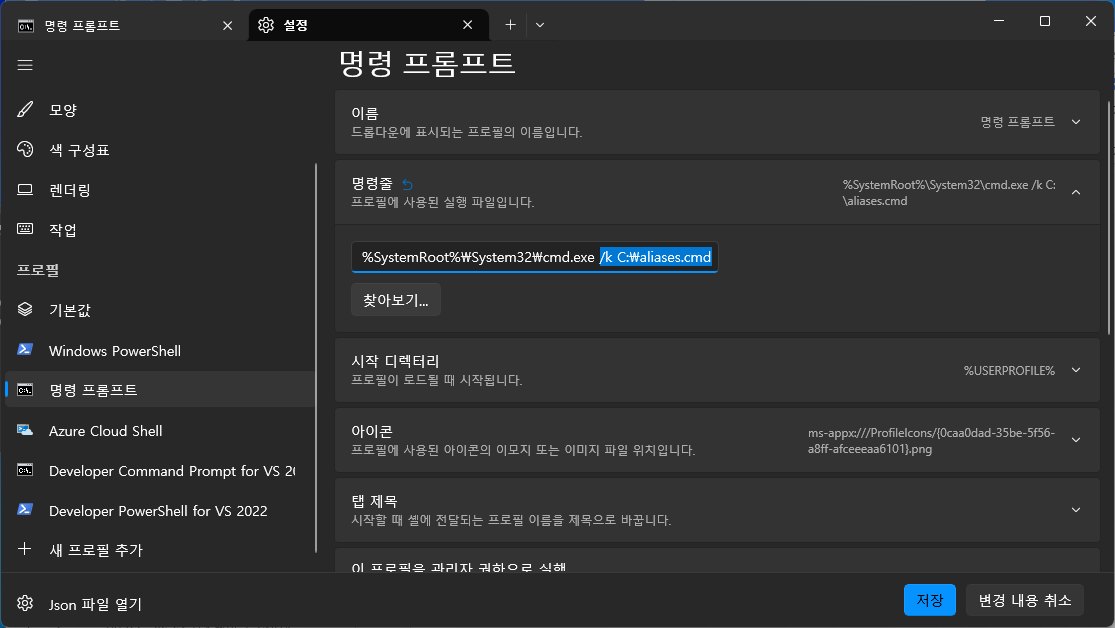 명령 프롬프트
설정
명령 프롬프트
모양
색 구성표
렌더링
작업
프로필
기본값
Windows PowerShell
명령 프롬프트
Azure Cloud Shell
Developer Command Prompt for VS 20
Developer PowerShell for VS 2022
새 프로필 추가
Json 파일 열기
이름
드롭다운에 표시되는 프로필의 이름입니다.
명령 프롬프트
명령줄
프로필에 사용된 실행 파일입니다.
%SystemRoot%\System32\cmd.exe /k C:
\aliases.cmd
%SystemRoot%₩System32₩cmd.exe /k C:₩aliases.cmd
찾아보기...
시작 디렉터리
프로필이 로드될 때 시작됩니다.
%USERPROFILE%
아이콘
프로필에 사용된 아이콘의 이모지 또는 이미지 파일 위치입니다.
ms-appx:///ProfileIcons/{0caa0dad-35be-5f56-
a8ff-afceeeaa6101}.png
탭 제목
시작할 때 셸에 전달되는 프로필 이름을 제목으로 바꿉니다.
이 프로필을 관리자 권한으로 실행
저장
변경 내용 취소